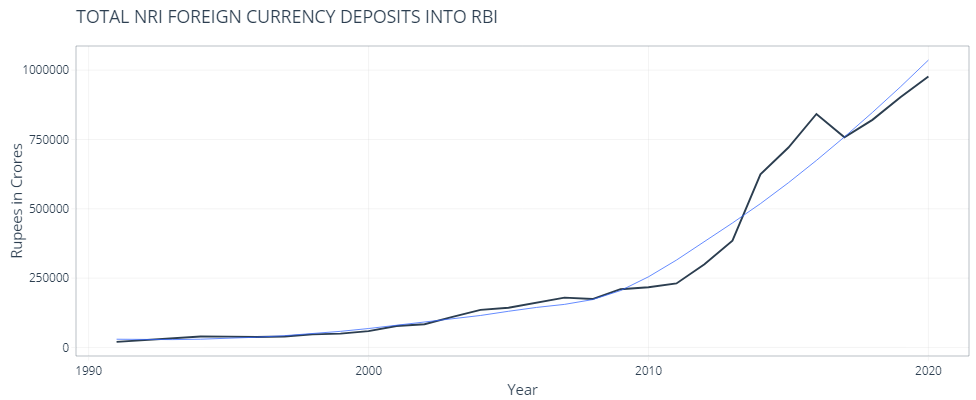 TOTAL NRI FOREIGN CURRENCY DEPOSITS INTO RBI
Rupees in Crores
1000000
750000
500000
250000
0
1990 2000 2010 2020
Year